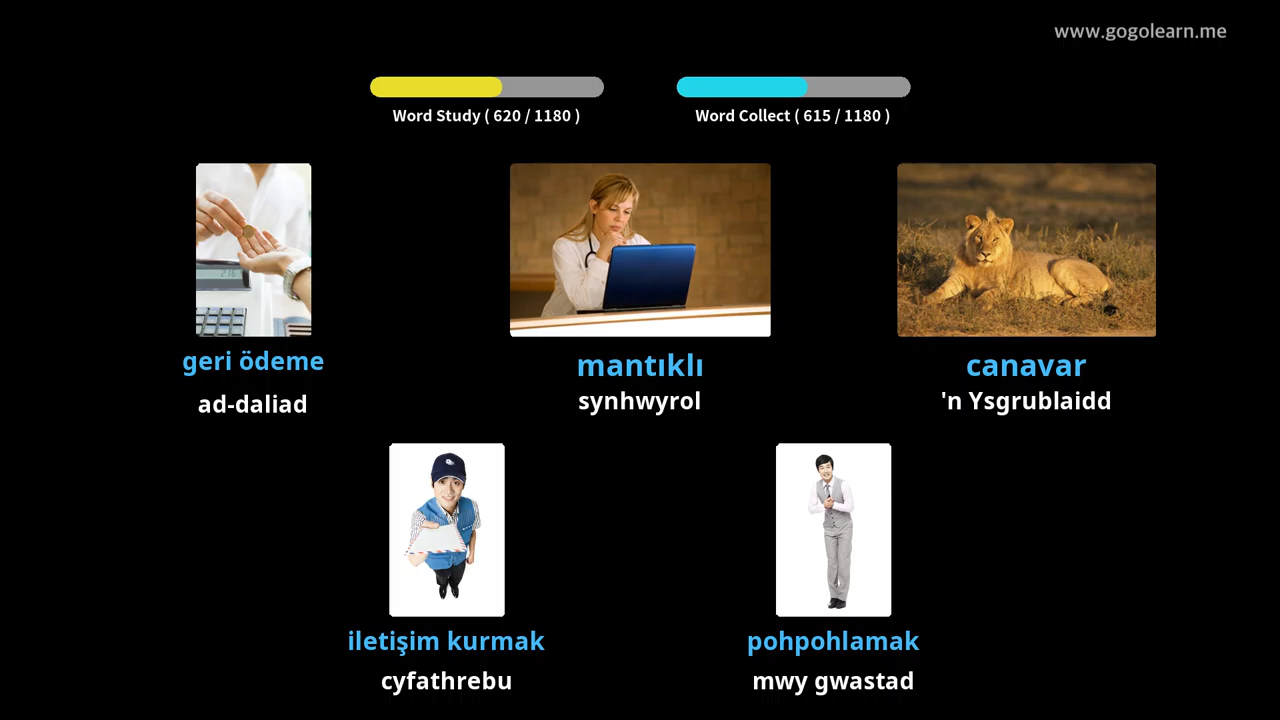 www.gogolearn.me
Word Study ( 620 / 1180 )
Word Collect ( 615 / 1180 )
geri ödeme
ad-daliad
mantıklı
synhwyrol
canavar
'n Ysgrublaidd
iletişim kurmak
cyfathrebu
pohpohlamak
mwy gwastad